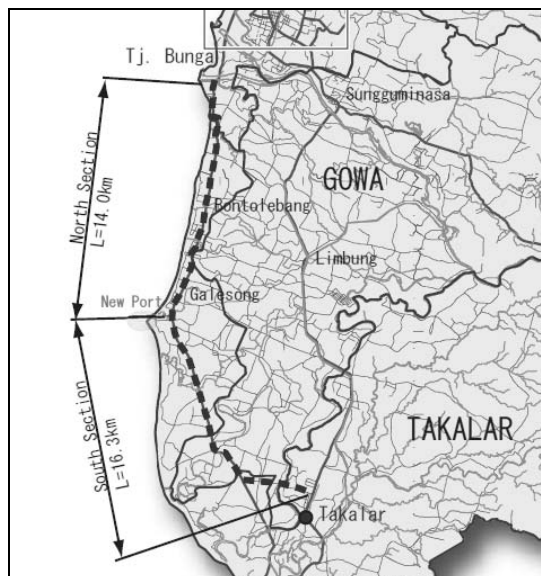 Tj. Bunga
Sungguminasa
GOWA
North Section
L=14.0km
Bontolebang
Limbung
New Port
Galesong
South Section
L=16.3km
TAKALAR
Takalar